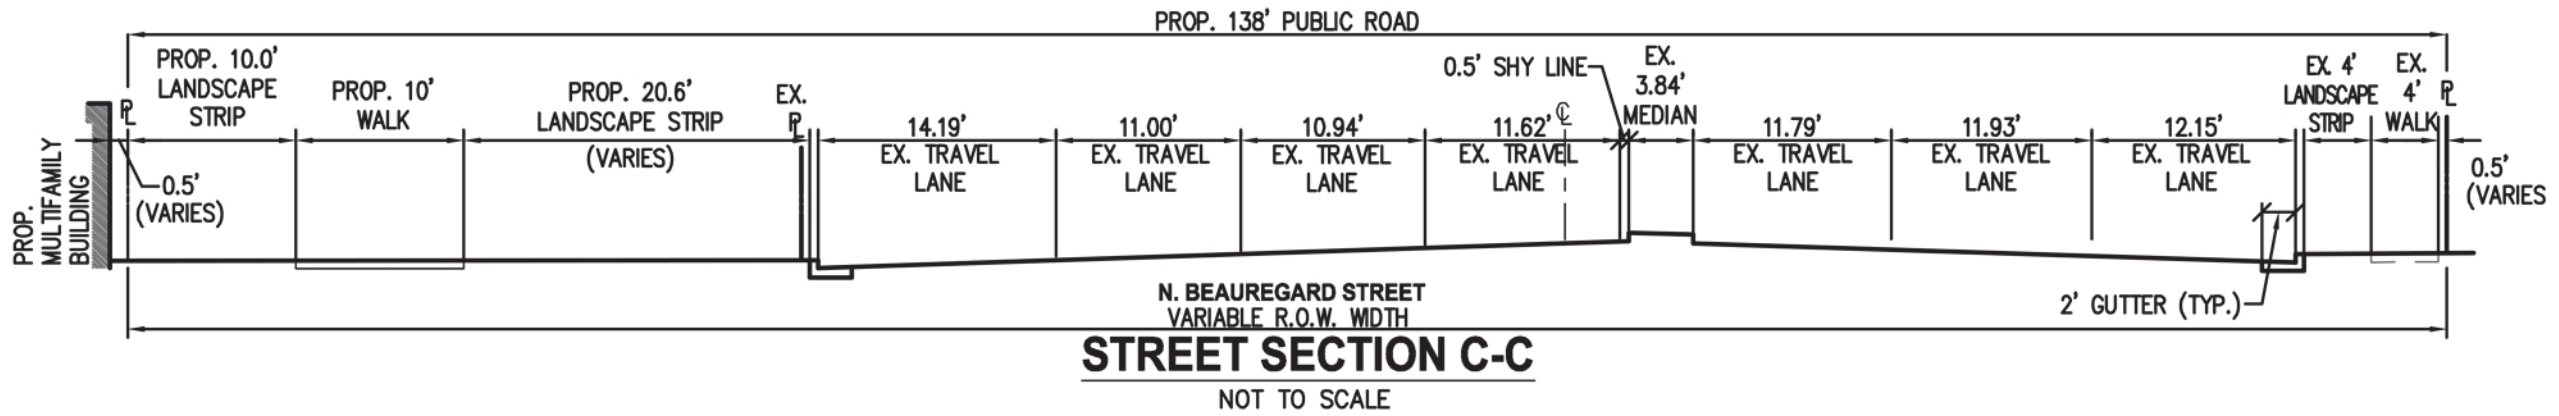 PROP. 138' PUBLIC ROAD
PROP. 10.0'
LANDSCAPE
STRIP
PROP. 10'
WALK
PROP. 20.6'
LANDSCAPE STRIP
(VARIES)
EX.
PL
PL
0.5'
(VARIES)
PROP.
MULTIFAMILY
BUILDING
14.19'
EX. TRAVEL
LANE
11.00'
EX. TRAVEL
LANE
10.94'
EX. TRAVEL
LANE
11.62'
EX. TRAVEL
LANE
CL
0.5' SHY LINE
EX.
3.84'
MEDIAN
11.79'
EX. TRAVEL
LANE
11.93'
EX. TRAVEL
LANE
12.15'
EX. TRAVEL
LANE
EX. 4'
LANDSCAPE
STRIP
EX.
4'
WALK
PL
0.5'
(VARIES
2' GUTTER (TYP.)
N. BEAUREGARD STREET
VARIABLE R.O.W. WIDTH
STREET SECTION C-C
NOT TO SCALE